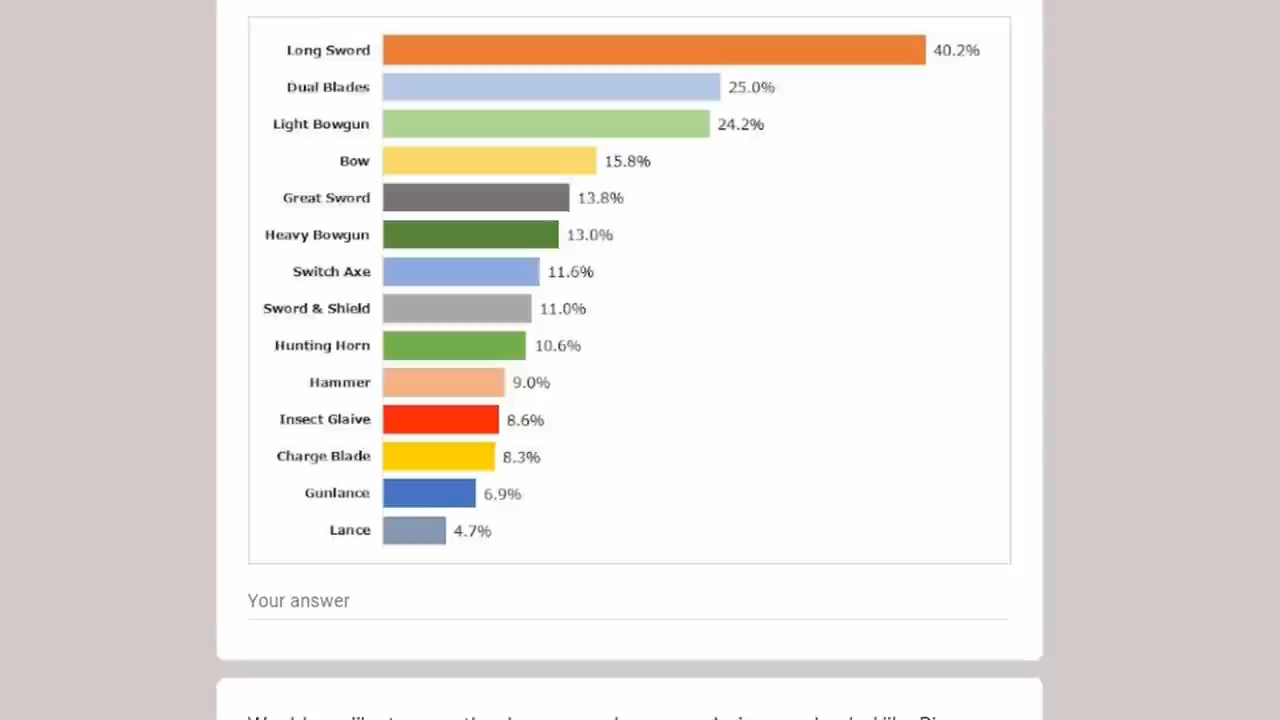 Long Sword 40.2%
Dual Blades 25.0%
Light Bowgun 24.2%
Bow 15.8%
Great Sword 13.8%
Heavy Bowgun 13.0%
Switch Axe 11.6%
Sword & Shield 11.0%
Hunting Horn 10.6%
Hammer 9.0%
Insect Glaive 8.6%
Charge Blade 8.3%
Gunlance 6.9%
Lance 4.7%
Your answer